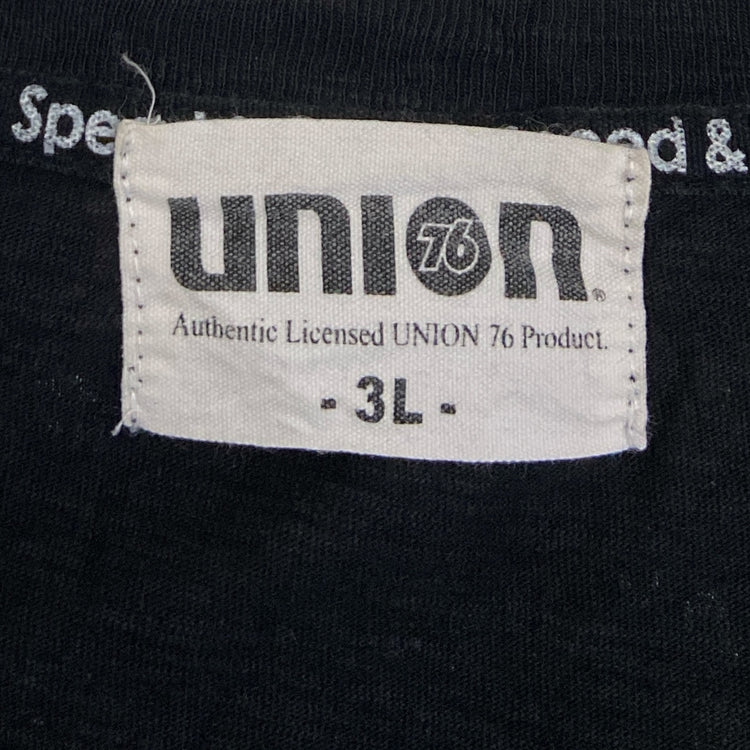 &
UNION
76
®
Authentic Licensed UNION 76 Product.
- 3L -